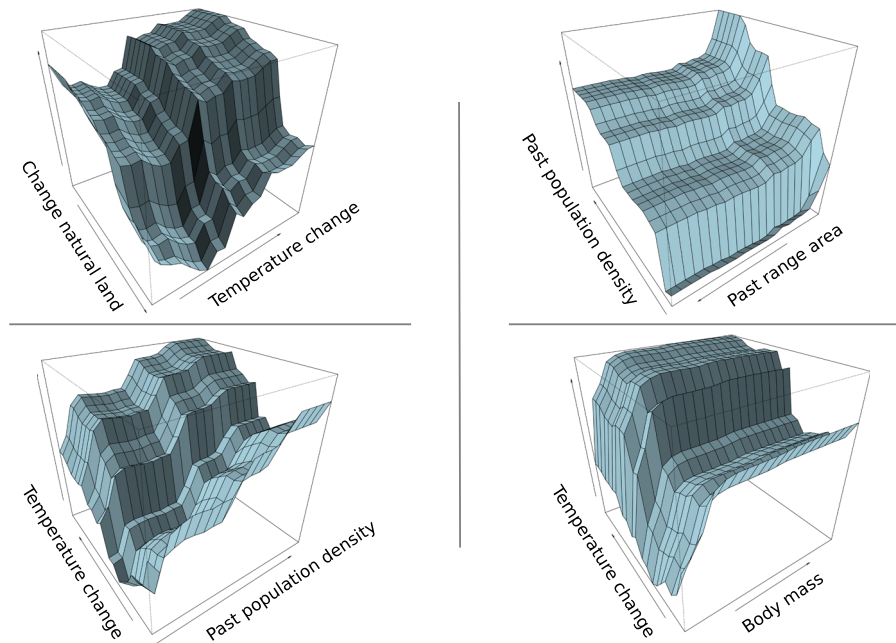 Change natural land
Temperature change
Past population density
Past range area
Temperature change
Past population density
Temperature change
Body mass